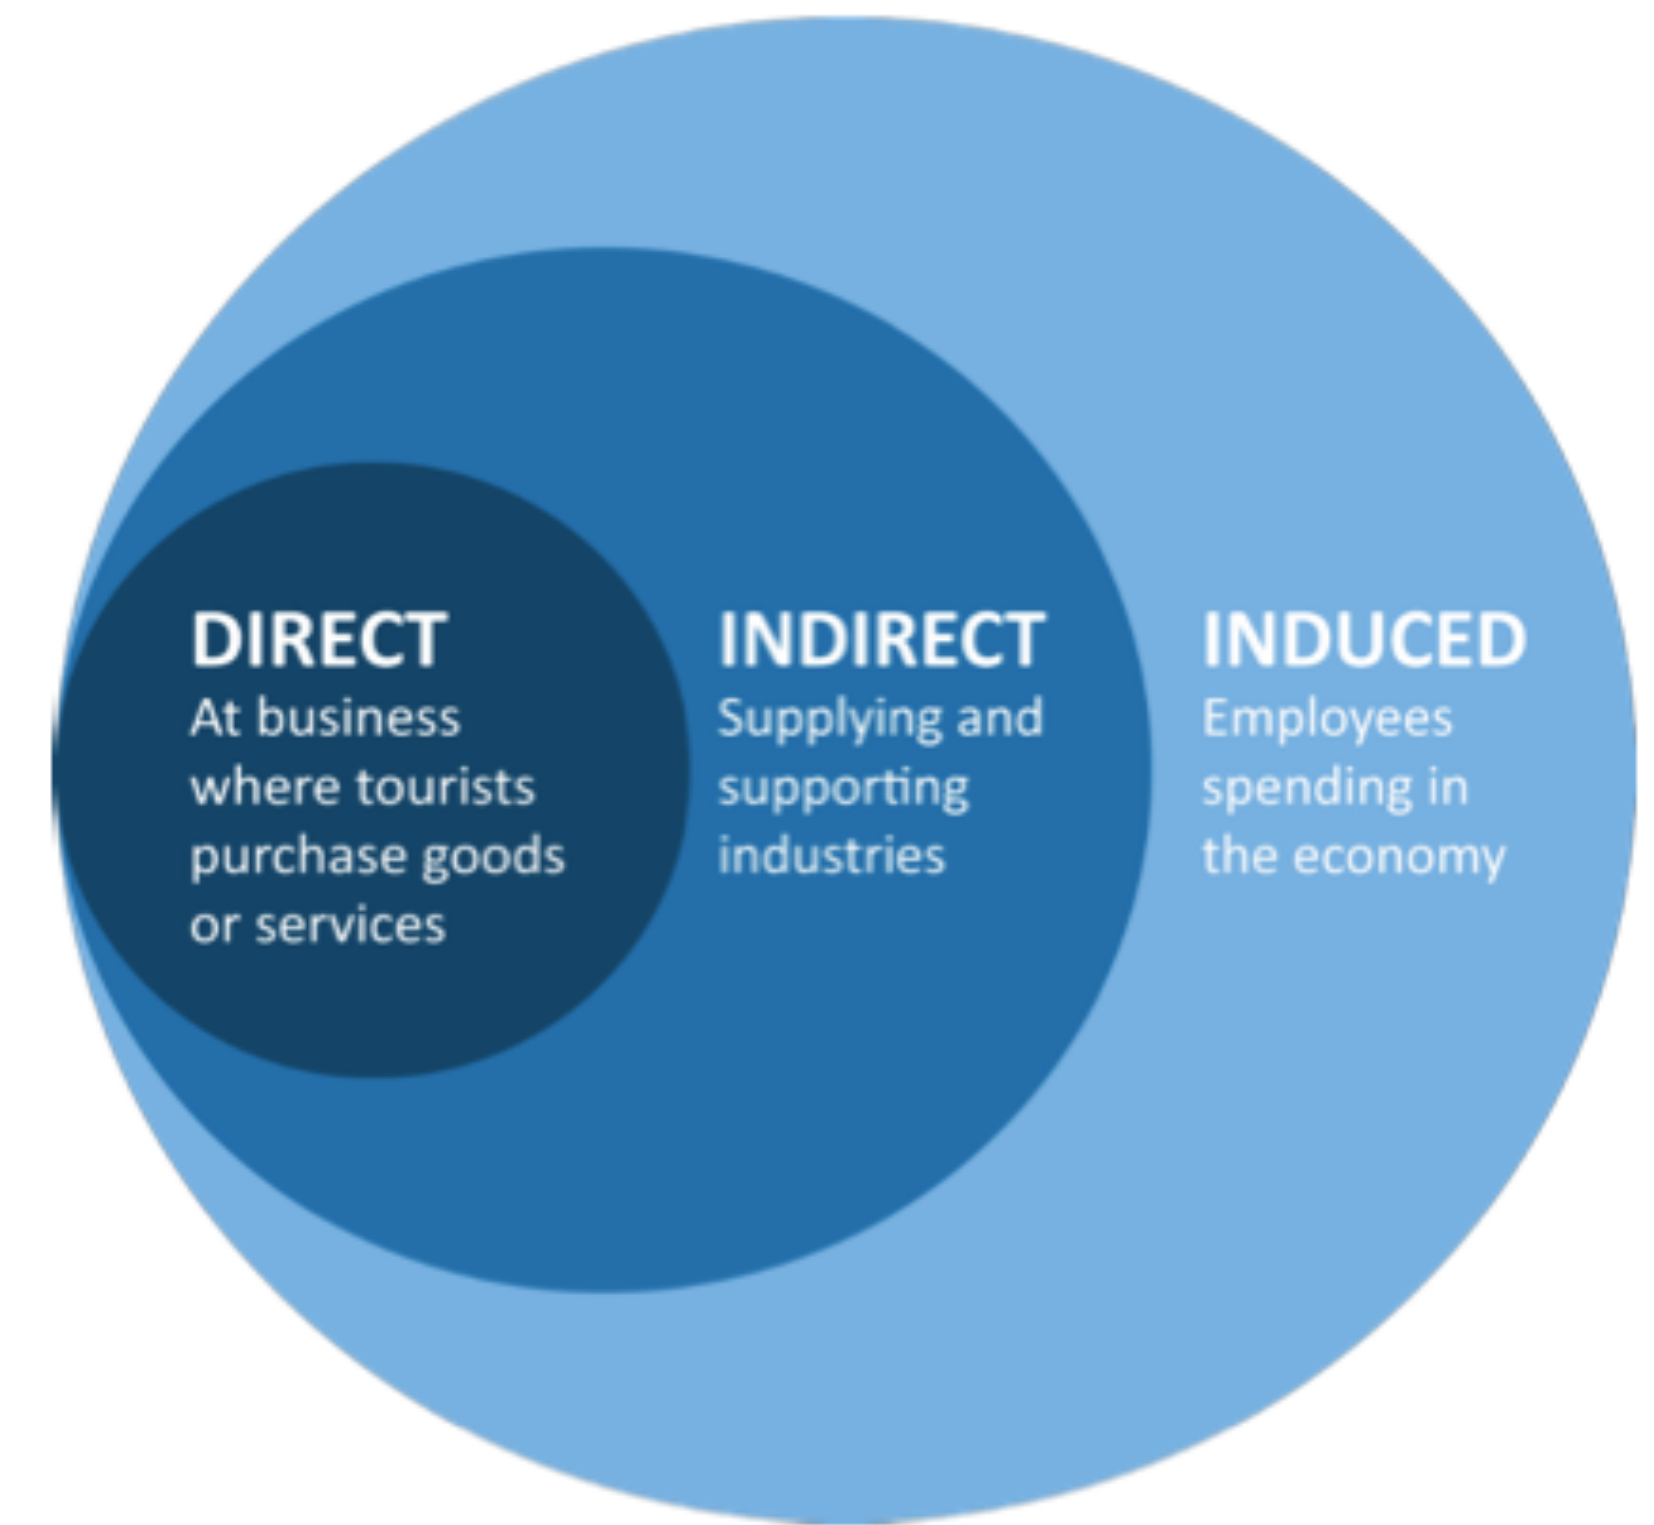 DIRECT
At business
where tourists
purchase goods
or services
INDIRECT
Supplying and
supporting
industries
INDUCED
Employees
spending in
the economy